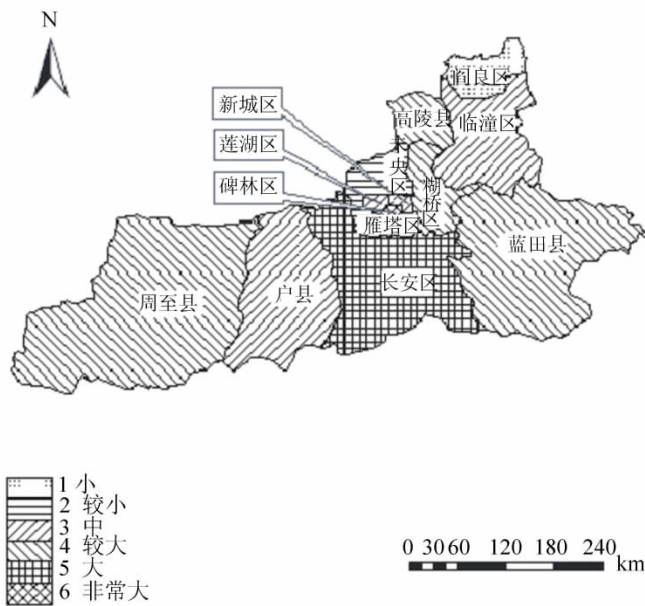 N
阎良区
新城区
高陵县
临潼区
莲湖区
未央区
碑林区
糊桥区
雁塔区
蓝田县
长安区
户县
周至县
1 小
2 较小
3 中
4 较大
5 大
6 非常大
0 30 60 120 180 240 km